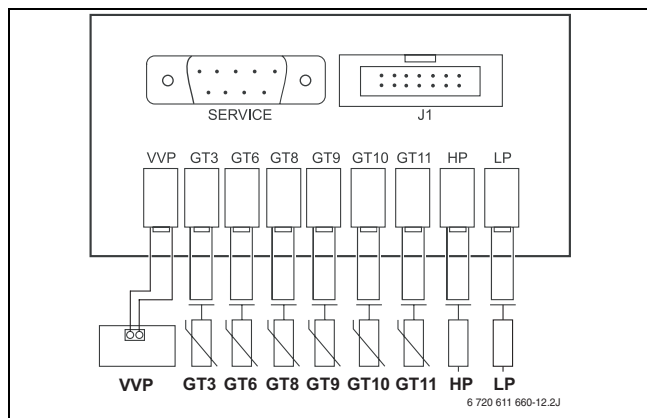 SERVICE J1
VVP GT3 GT6 GT8 GT9 GT10 GT11 HP LP
VVP GT3 GT6 GT8 GT9 GT10 GT11 HP LP
6 720 611 660-12.2J